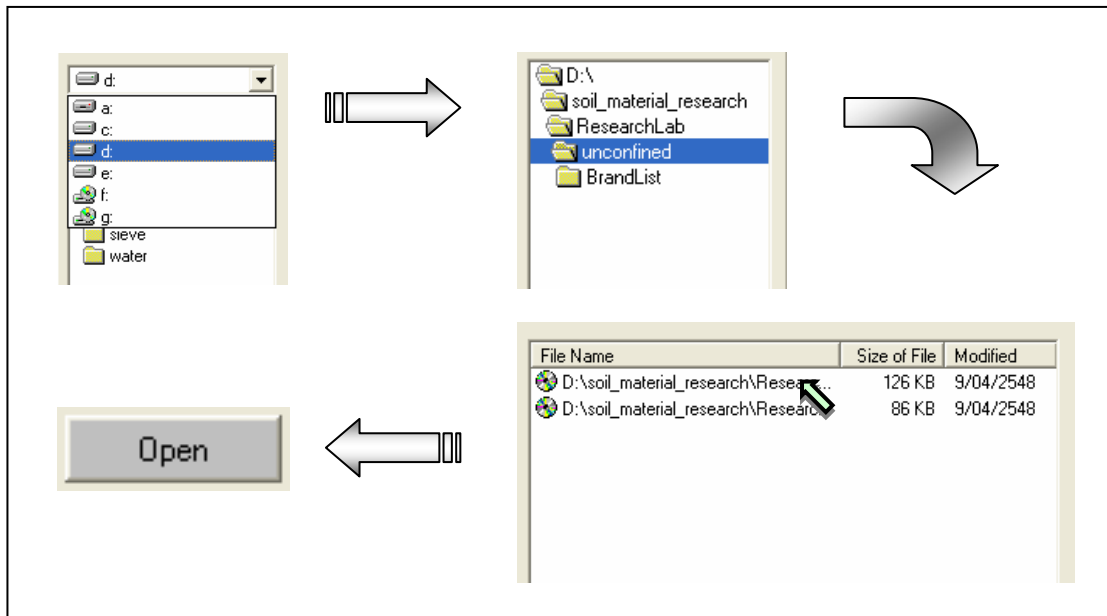 d:
a:
c:
d:
e:
f:
g:
sieve
water
D:\
soil_material_research
ResearchLab
unconfined
BrandList
File Name Size of File Modified
D:\soil_material_research\Researc... 126 KB 9/04/2548
D:\soil_material_research\Researc 86 KB 9/04/2548
Open